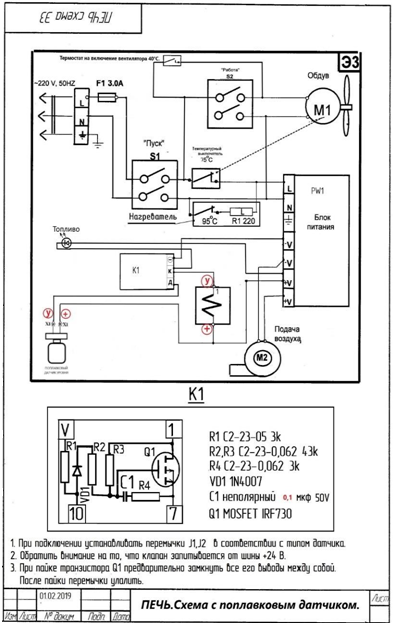 ПЕЧЬ СХЕМА ЭЗ
Термостат на включение вентилятора 40°С.
Э3
~220 V, 50HZ
F1 3.0A
L
N
"Работа"
S2
Обдув
M1
"Пуск"
S1
Температурный
выключатель
75°C
Нагреватель
95°C
R1 220
L
N
PW1
Блок
питания
-V
-V
+V
+V
Топливо
K1
У
+
У
+
Подача
воздуха
M2
K1
V
1
R1
R2
R3
Q1
VD1
C1
R4
10
7
R1 С2-23-05 3k
R2,R3 С2-23-0,062 43k
R4 С2-23-0,062 3k
VD1 1N4007
C1 неполярный 0,1 мкф 50V
Q1 MOSFET IRF730
1. При подключении устанавливать перемычки J1,J2 в соответствии с типом датчика.
2. Обратить внимание на то, что клапан запитывается от шины +24 В.
3. При пайке транзистора Q1 предварительно замкнуть все его выводы между собой.
После пайки перемычки удалить.
01.02 2019
Изм Лист № докум Подп Дата
ПЕЧЬ.Схема с поплавковым датчиком.
Лист